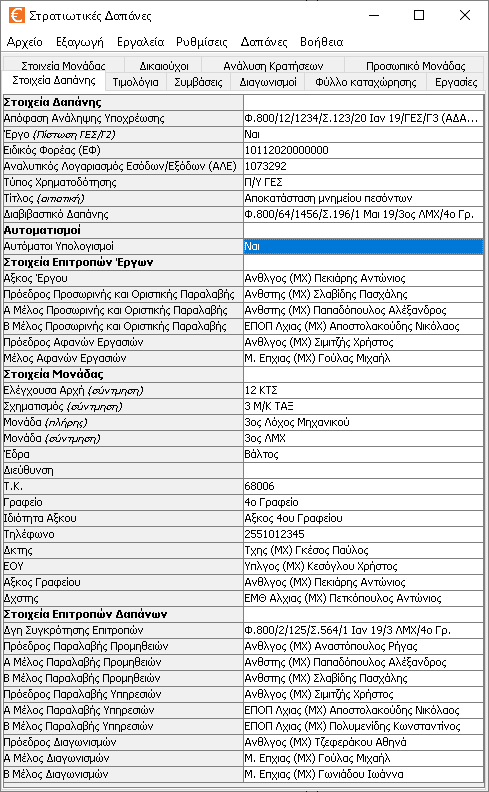 Στρατιωτικές Δαπάνες
Αρχείο Εξαγωγή Εργαλεία Ρυθμίσεις Δαπάνες Βοήθεια
Στοιχεία Μονάδας Δικαιούχοι Ανάλυση Κρατήσεων Προσωπικό Μονάδας
Στοιχεία Δαπάνης Τιμολόγια Συμβάσεις Διαγωνισμοί Φύλλο καταχώρησης Εργασίες
Στοιχεία Δαπάνης
Απόφαση Ανάληψης Υποχρέωσης Φ.800/12/1234/Σ.123/20 Ιαν 19/ΓΕΣ/Γ3 (ΑΔΑ...
Έργο (Πίστωση ΓΕΣ/Γ2) Ναι
Ειδικός Φορέας (ΕΦ) 10112020000000
Αναλυτικός Λογαριασμός Εσόδων/Εξόδων (ΑΛΕ) 1073292
Τύπος Χρηματοδότησης Π/Υ ΓΕΣ
Τίτλος (αιτιατική) Αποκατάσταση μνημείου πεσόντων
Διαβιβαστικό Δαπάνης Φ.800/64/1456/Σ.196/1 Μαι 19/3ος ΛΜΧ/4ο Γρ.
Αυτοματισμοί
Αυτόματοι Υπολογισμοί Ναι
Στοιχεία Επιτροπών Έργων
Αξκος Έργου Ανθλγος (ΜΧ) Πεκιάρης Αντώνιος
Πρόεδρος Προσωρινής και Οριστικής Παραλαβής Ανθστης (ΜΧ) Σλαβίδης Πασχάλης
Α Μέλος Προσωρινής και Οριστικής Παραλαβής Ανθστης (ΜΧ) Παπαδόπουλος Αλέξανδρος
Β Μέλος Προσωρινής και Οριστικής Παραλαβής ΕΠΟΠ Λχιας (ΜΧ) Αποστολακούδης Νικόλαος
Πρόεδρος Αφανών Εργασιών Ανθλγος (ΜΧ) Σιμιτζής Χρήστος
Μέλος Αφανών Εργασιών Μ. Επχιας (ΜΧ) Γούλας Μιχαήλ
Στοιχεία Μονάδας
Ελέγχουσα Αρχή (σύντμηση) 12 ΚΤΣ
Σχηματισμός (σύντμηση) 3 Μ/Κ ΤΑΞ
Μονάδα (πλήρης) 3ος Λόχος Μηχανικού
Μονάδα (σύντμηση) 3ος ΛΜΧ
Έδρα Βάλτος
Διεύθυνση
Τ.Κ. 68006
Γραφείο 4ο Γραφείο
Ιδιότητα Αξκου Αξκος 4ου Γραφείου
Τηλέφωνο 2551012345
Δκτης Τχης (ΜΧ) Γκέσος Παύλος
ΕΟΥ Υπλγος (ΜΧ) Κεσόγλου Χρήστος
Αξκος Γραφείου Ανθλγος (ΜΧ) Πεκιάρης Αντώνιος
Δχστης ΕΜΘ Αλχιας (ΜΧ) Πετκόπουλος Αντώνιος
Στοιχεία Επιτροπών Δαπάνων
Δγη Συγκρότησης Επιτροπών Φ.800/2/125/Σ.564/1 Ιαν 19/3 ΛΜΧ/4ο Γρ.
Πρόεδρος Παραλαβής Προμηθειών Ανθλγος (ΜΧ) Αναστόπουλος Ρήγας
Α Μέλος Παραλαβής Προμηθειών Ανθστης (ΜΧ) Παπαδόπουλος Αλέξανδρος
Β Μέλος Παραλαβής Προμηθειών Ανθστης (ΜΧ) Σλαβίδης Πασχάλης
Πρόεδρος Παραλαβής Υπηρεσιών Ανθλγος (ΜΧ) Σιμιτζής Χρήστος
Α Μέλος Παραλαβής Υπηρεσιών ΕΠΟΠ Λχιας (ΜΧ) Αποστολακούδης Νικόλαος
Β Μέλος Παραλαβής Υπηρεσιών ΕΠΟΠ Λχιας (ΜΧ) Πολυμενίδης Κωνσταντίνος
Πρόεδρος Διαγωνισμών Ανθλγος (ΜΧ) Τζεφεράκου Αθηνά
Α Μέλος Διαγωνισμών Μ. Επχιας (ΜΧ) Γούλας Μιχαήλ
Β Μέλος Διαγωνισμών Μ. Επχιας (ΜΧ) Γωνιάδου Ιωάννα